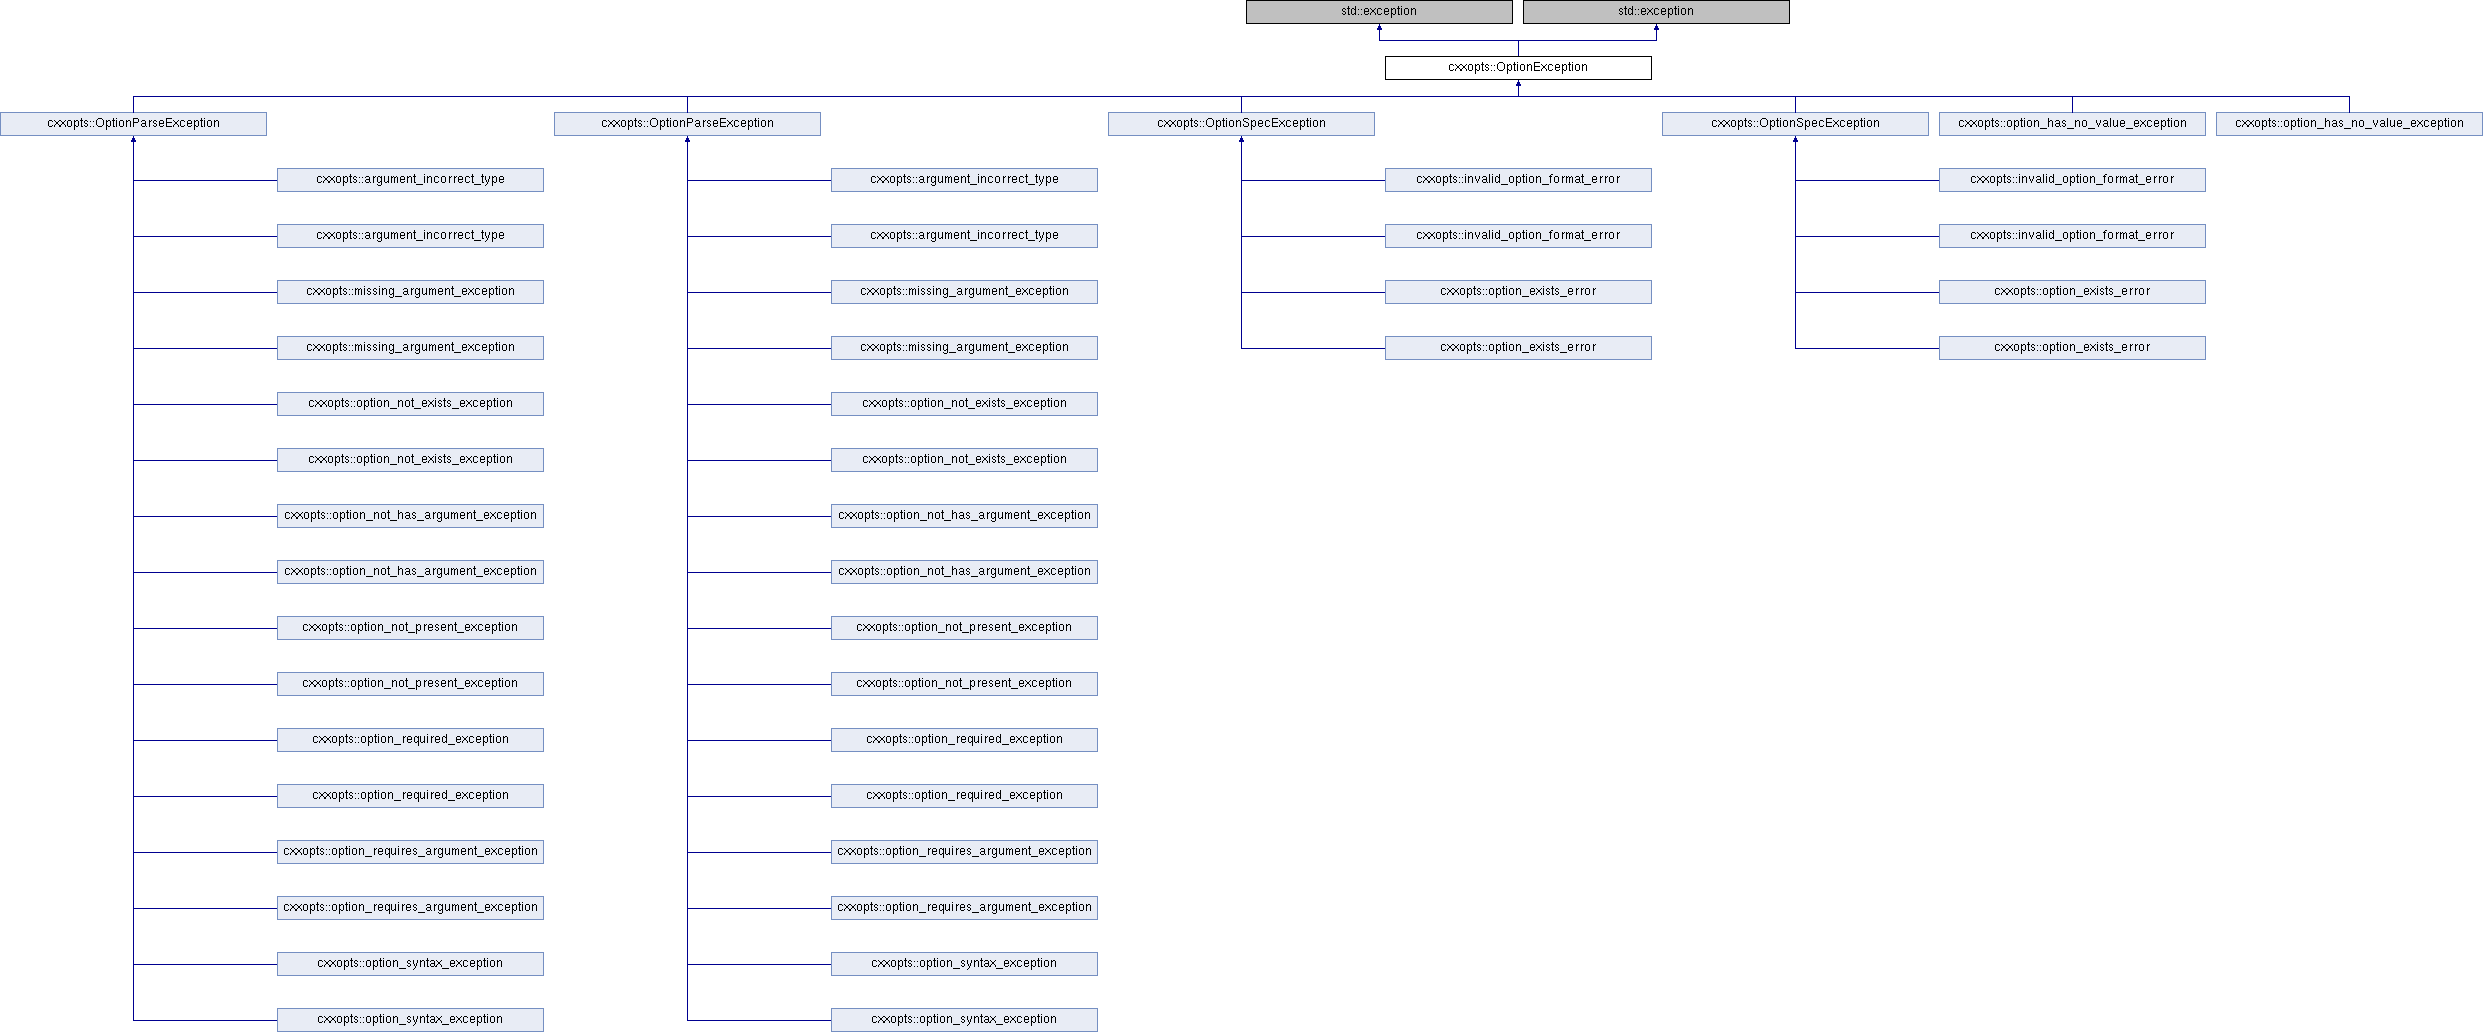 std::exception
std::exception
cxxopts::OptionException
cxxopts::OptionParseException
cxxopts::OptionParseException
cxxopts::OptionSpecException
cxxopts::OptionSpecException
cxxopts::option_has_no_value_exception
cxxopts::option_has_no_value_exception
cxxopts::argument_incorrect_type
cxxopts::argument_incorrect_type
cxxopts::invalid_option_format_error
cxxopts::invalid_option_format_error
cxxopts::argument_incorrect_type
cxxopts::argument_incorrect_type
cxxopts::invalid_option_format_error
cxxopts::invalid_option_format_error
cxxopts::missing_argument_exception
cxxopts::missing_argument_exception
cxxopts::option_exists_error
cxxopts::option_exists_error
cxxopts::missing_argument_exception
cxxopts::missing_argument_exception
cxxopts::option_exists_error
cxxopts::option_exists_error
cxxopts::option_not_exists_exception
cxxopts::option_not_exists_exception
cxxopts::option_not_exists_exception
cxxopts::option_not_exists_exception
cxxopts::option_not_has_argument_exception
cxxopts::option_not_has_argument_exception
cxxopts::option_not_has_argument_exception
cxxopts::option_not_has_argument_exception
cxxopts::option_not_present_exception
cxxopts::option_not_present_exception
cxxopts::option_not_present_exception
cxxopts::option_not_present_exception
cxxopts::option_required_exception
cxxopts::option_required_exception
cxxopts::option_required_exception
cxxopts::option_required_exception
cxxopts::option_requires_argument_exception
cxxopts::option_requires_argument_exception
cxxopts::option_requires_argument_exception
cxxopts::option_requires_argument_exception
cxxopts::option_syntax_exception
cxxopts::option_syntax_exception
cxxopts::option_syntax_exception
cxxopts::option_syntax_exception